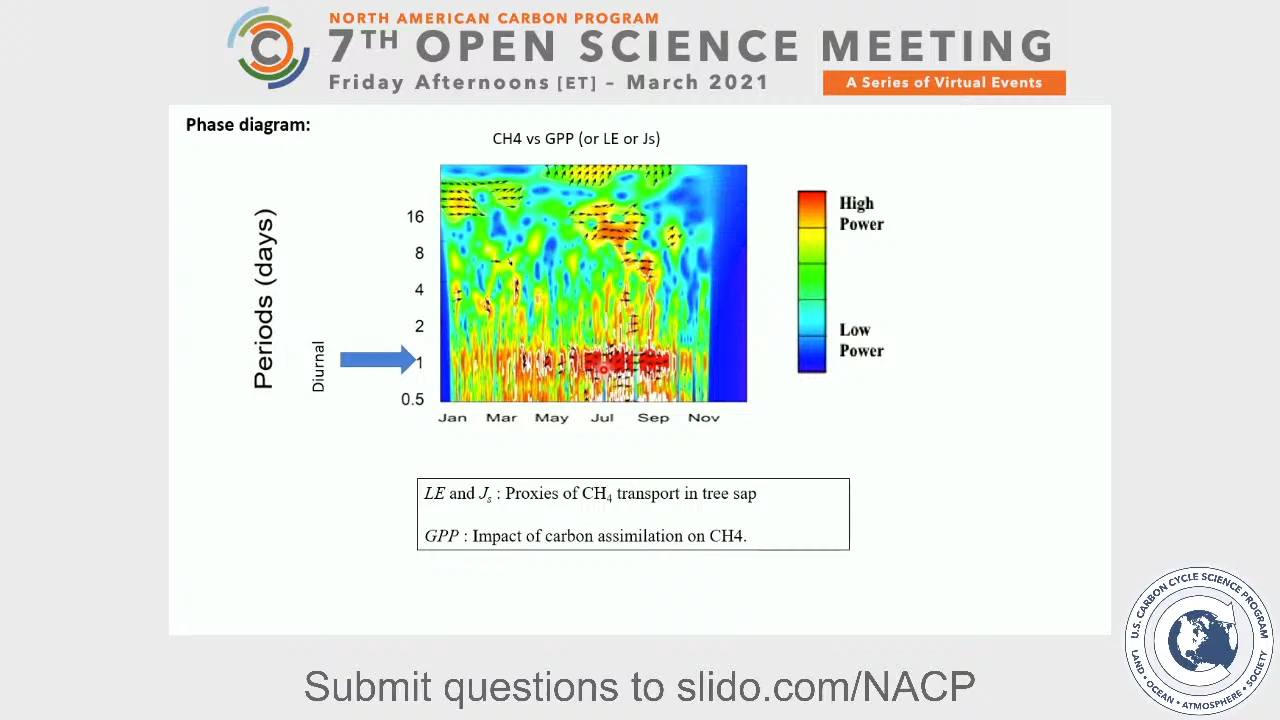 NORTH AMERICAN CARBON PROGRAM
7TH OPEN SCIENCE MEETING
Friday Afternoons [ET] – March 2021
A Series of Virtual Events
C
Phase diagram:
CH4 vs GPP (or LE or Js)
Periods (days)
Diurnal
16
8
4
2
1
0.5
Jan Mar May Jul Sep Nov
High
Power
Low
Power
LE and Js : Proxies of CH4 transport in tree sap
GPP : Impact of carbon assimilation on CH4.
U.S. CARBON CYCLE SCIENCE PROGRAM
LAND • OCEAN • ATMOSPHERE • SOCIETY
Submit questions to slido.com/NACP